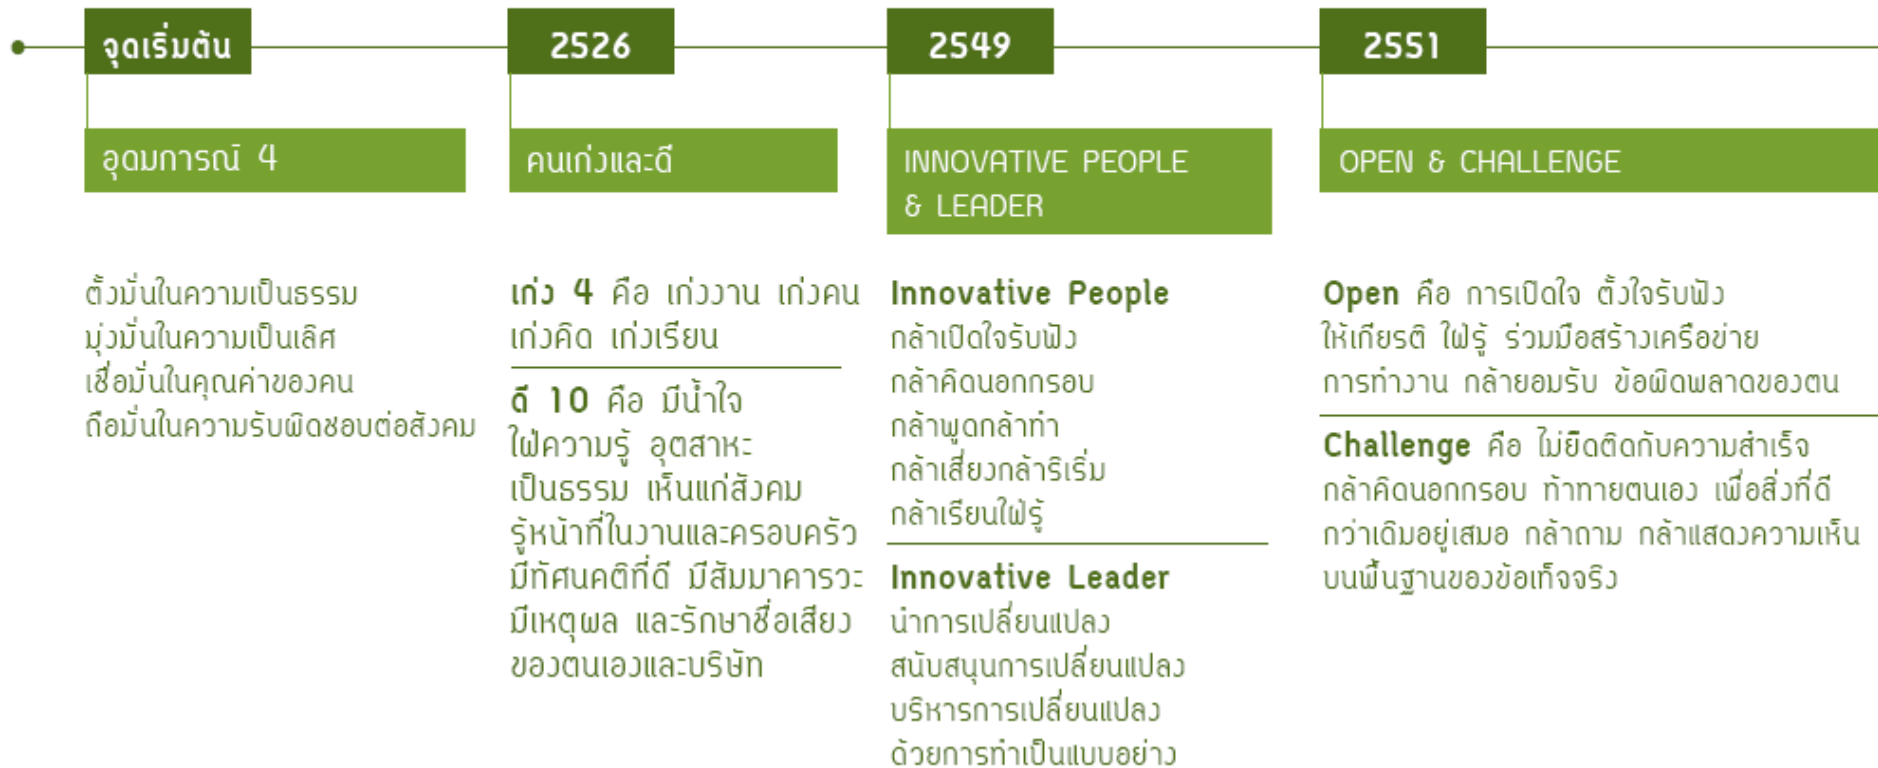 จุดเริ่มต้น
อุดมการณ์ 4
ตั้งมั่นในความเป็นธรรม
มุ่งมั่นในความเป็นเลิศ
เชื่อมั่นในคุณค่าของคน
ถือมั่นในความรับผิดชอบต่อสังคม
2526
คนเก่งและดี
เก่ง 4 คือ เก่งงาน เก่งคน
เก่งคิด เก่งเรียน
ดี 10 คือ มีน้ำใจ
ใฝ่ความรู้ อุตสาหะ
เป็นธรรม เห็นแก่สังคม
รู้หน้าที่ในงานและครอบครัว
มีทัศนคติที่ดี มีสัมมาคารวะ
มีเหตุผล และรักษาชื่อเสียง
ของตนเองและบริษัท
2549
INNOVATIVE PEOPLE
& LEADER
Innovative People
กล้าเปิดใจรับฟัง
กล้าคิดนอกกรอบ
กล้าพูดกล้าทำ
กล้าเสี่ยงกล้าริเริ่ม
กล้าเรียนใฝ่รู้
Innovative Leader
นำการเปลี่ยนแปลง
สนับสนุนการเปลี่ยนแปลง
บริหารการเปลี่ยนแปลง
ด้วยการทำเป็นแบบอย่าง
2551
OPEN & CHALLENGE
Open คือ การเปิดใจ ตั้งใจรับฟัง
ให้เกียรติ ใฝ่รู้ ร่วมมือสร้างเครือข่าย
การทำงาน กล้ายอมรับ ข้อผิดพลาดของตน
Challenge คือ ไม่ยึดติดกับความสำเร็จ
กล้าคิดนอกกรอบ ท้าทายตนเอง เพื่อสิ่งที่ดี
กว่าเดิมอยู่เสมอ กล้าถาม กล้าแสดงความเห็น
บนพื้นฐานของข้อเท็จจริง